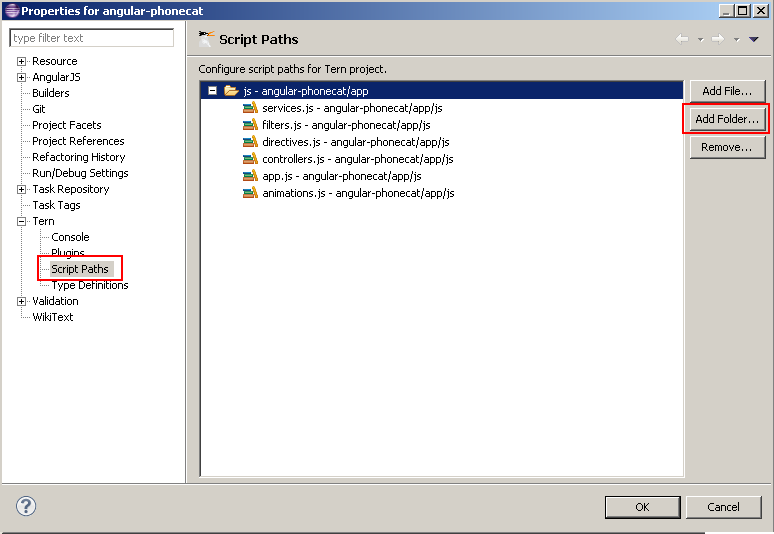 Properties for angular-phonecat
type filter text
Resource
AngularJS
Builders
Git
Project Facets
Project References
Refactoring History
Run/Debug Settings
Task Repository
Task Tags
Tern
Console
Plugins
Script Paths
Type Definitions
Validation
WikiText
Script Paths
Configure script paths for Tern project.
js - angular-phonecat/app
services.js - angular-phonecat/app/js
filters.js - angular-phonecat/app/js
directives.js - angular-phonecat/app/js
controllers.js - angular-phonecat/app/js
app.js - angular-phonecat/app/js
animations.js - angular-phonecat/app/js
Add File...
Add Folder...
Remove...
?
OK
Cancel